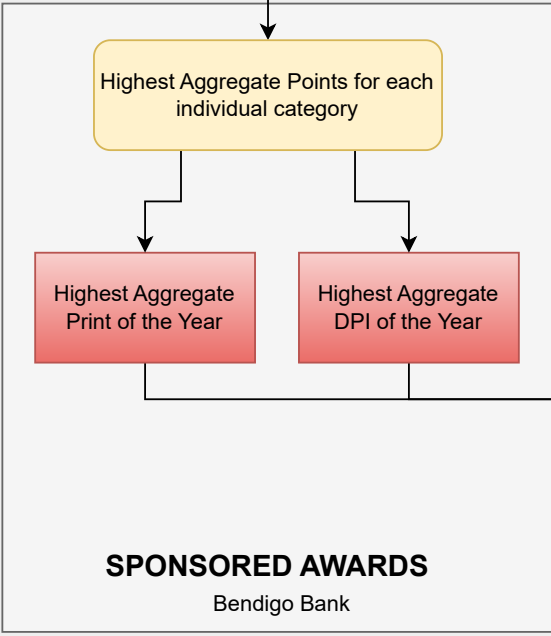 Highest Aggregate Points for each
individual category
Highest Aggregate
Print of the Year
Highest Aggregate
DPI of the Year
SPONSORED AWARDS
Bendigo Bank